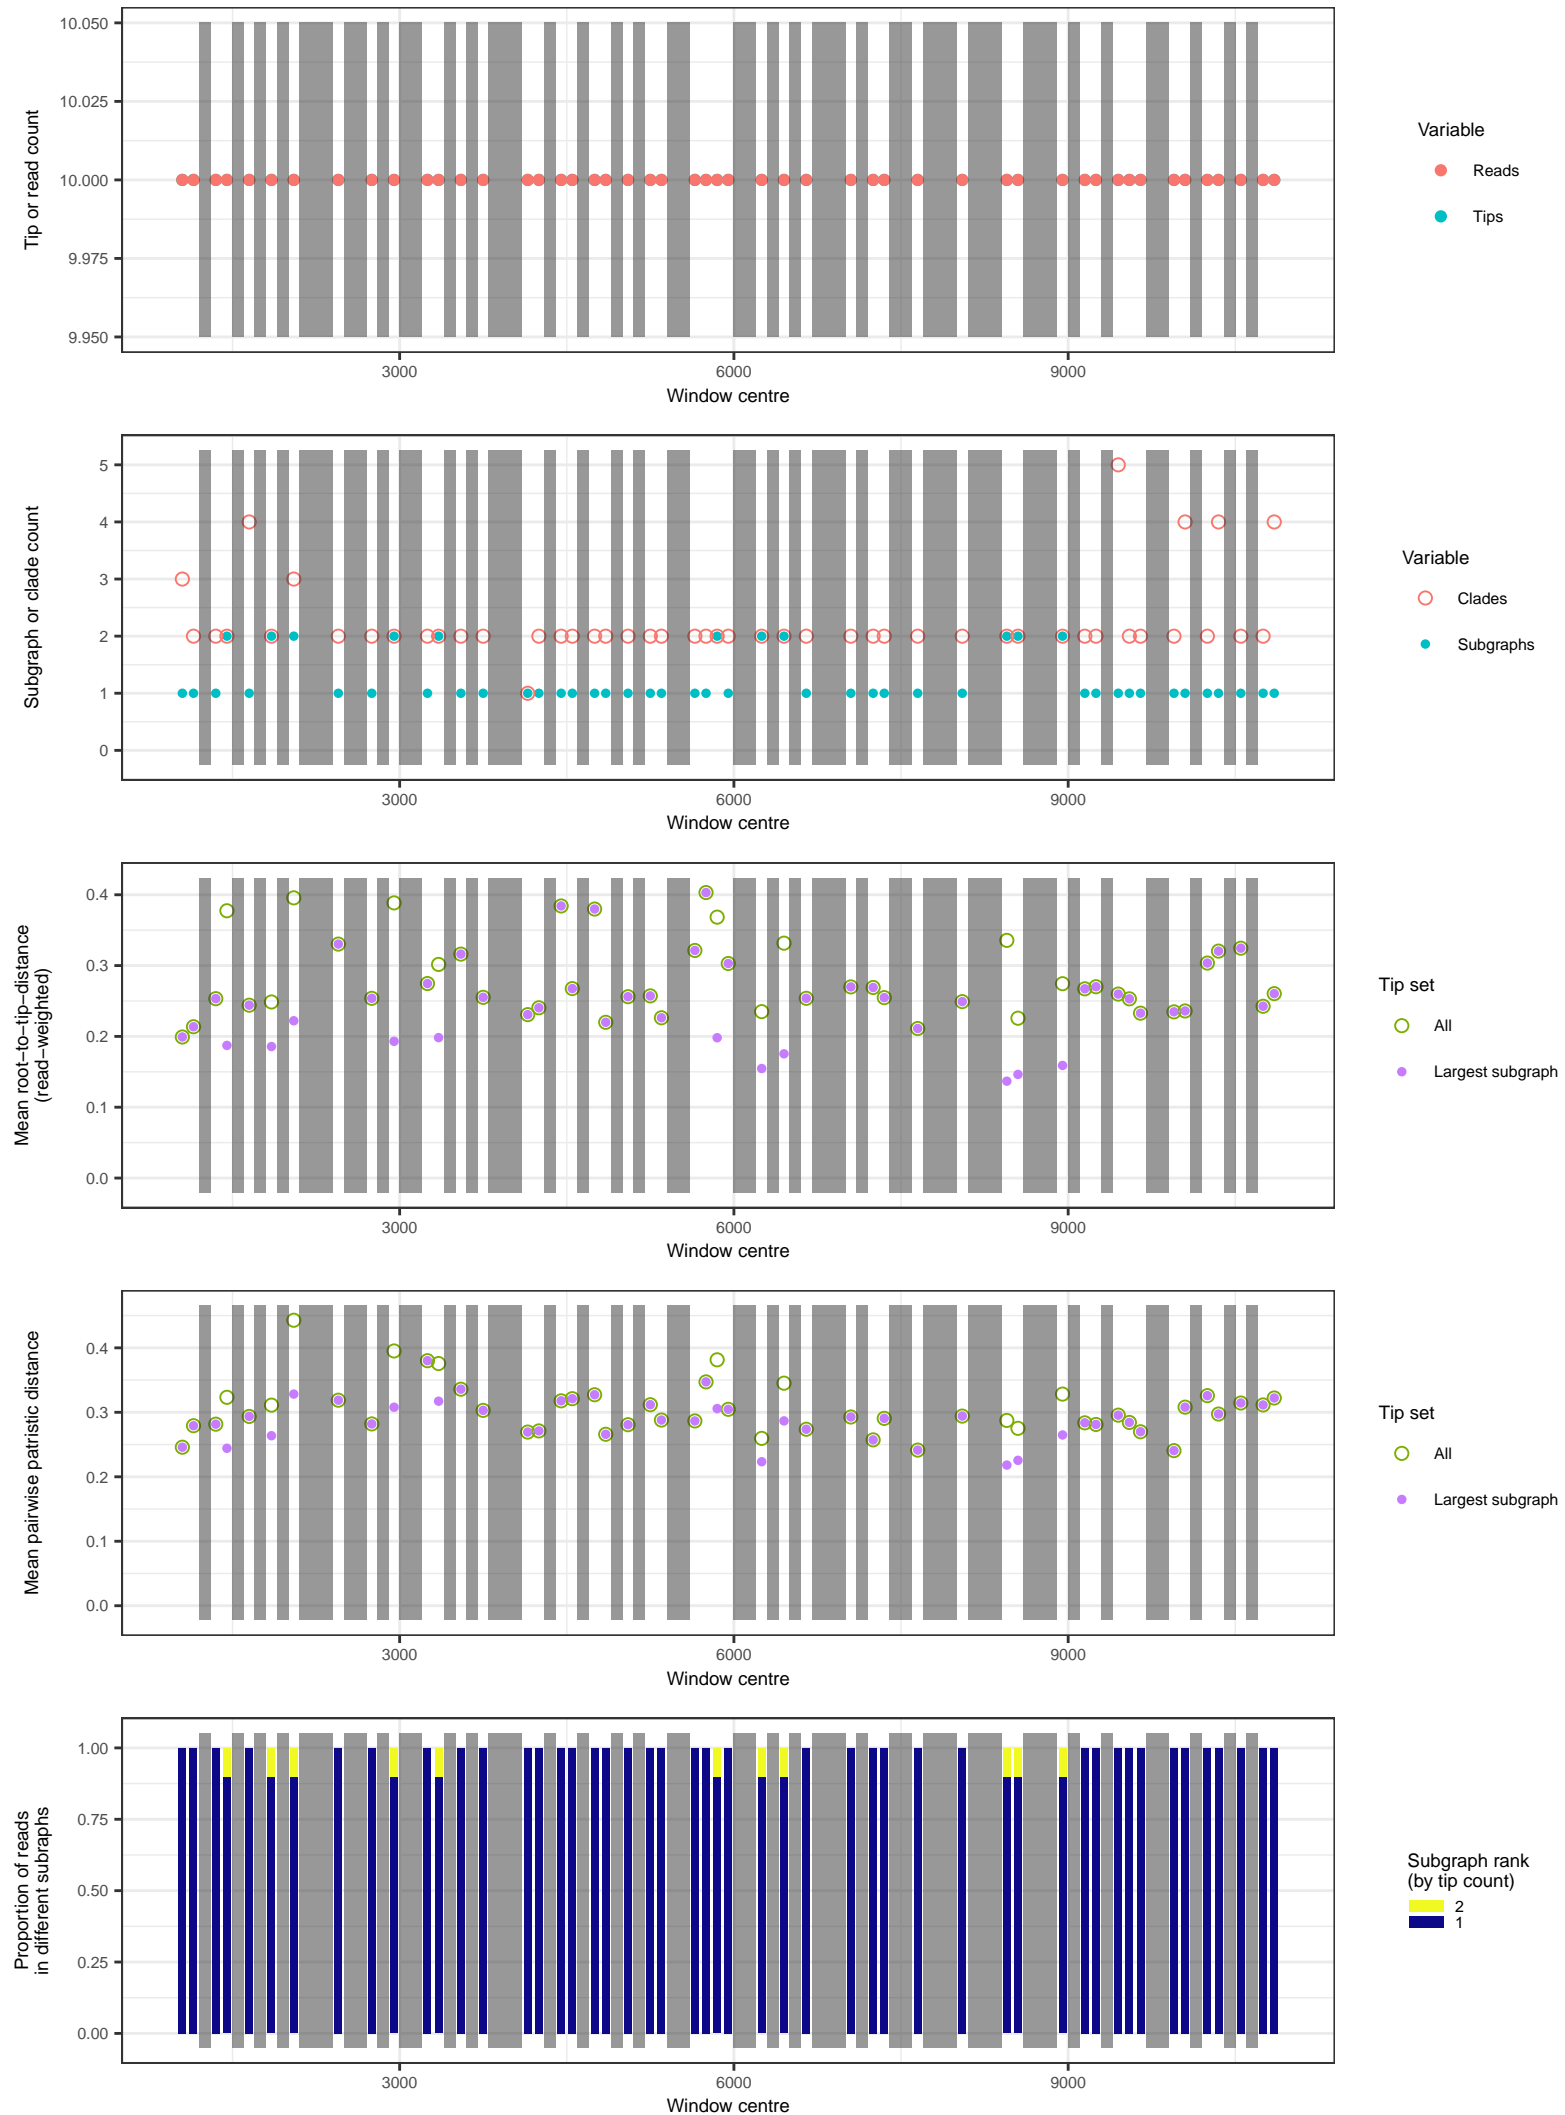 10.050
10.025
10.000
9.975
9.950
Tip or read count
3000 6000 9000
Window centre
Variable
Reads
Tips
5
4
3
2
1
0
Subgraph or clade count
3000 6000 9000
Window centre
Variable
Clades
Subgraphs
0.4
0.3
0.2
0.1
0.0
Mean root−to−tip−distance
(read−weighted)
3000 6000 9000
Window centre
Tip set
All
Largest subgraph
0.4
0.3
0.2
0.1
0.0
Mean pairwise patristic distance
3000 6000 9000
Window centre
Tip set
All
Largest subgraph
1.00
0.75
0.50
0.25
0.00
Proportion of reads
in different subraphs
3000 6000 9000
Window centre
Subgraph rank
(by tip count)
2
1